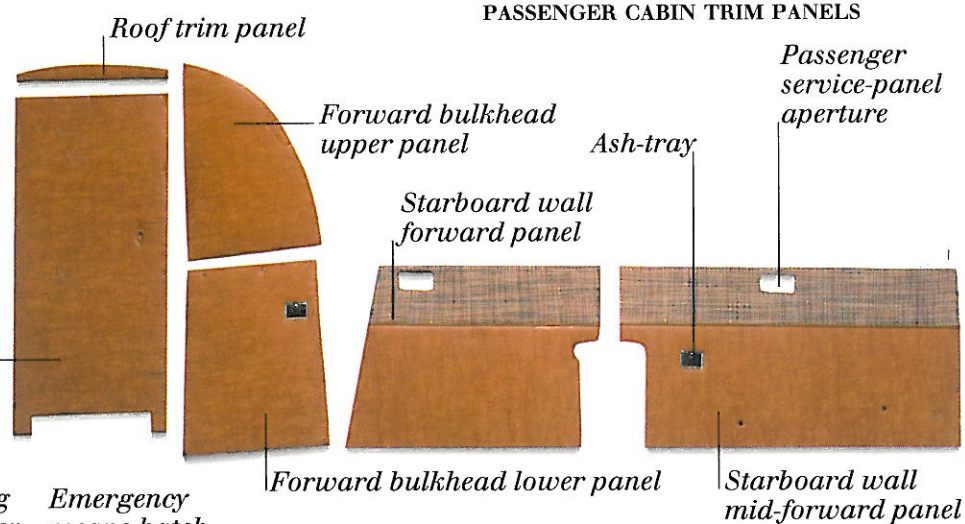 PASSENGER CABIN TRIM PANELS
Roof trim panel
Forward bulkhead
upper panel
Passenger
service-panel
aperture
Ash-tray
Starboard wall
forward panel
Forward bulkhead lower panel
Starboard wall
mid-forward panel
Emergency